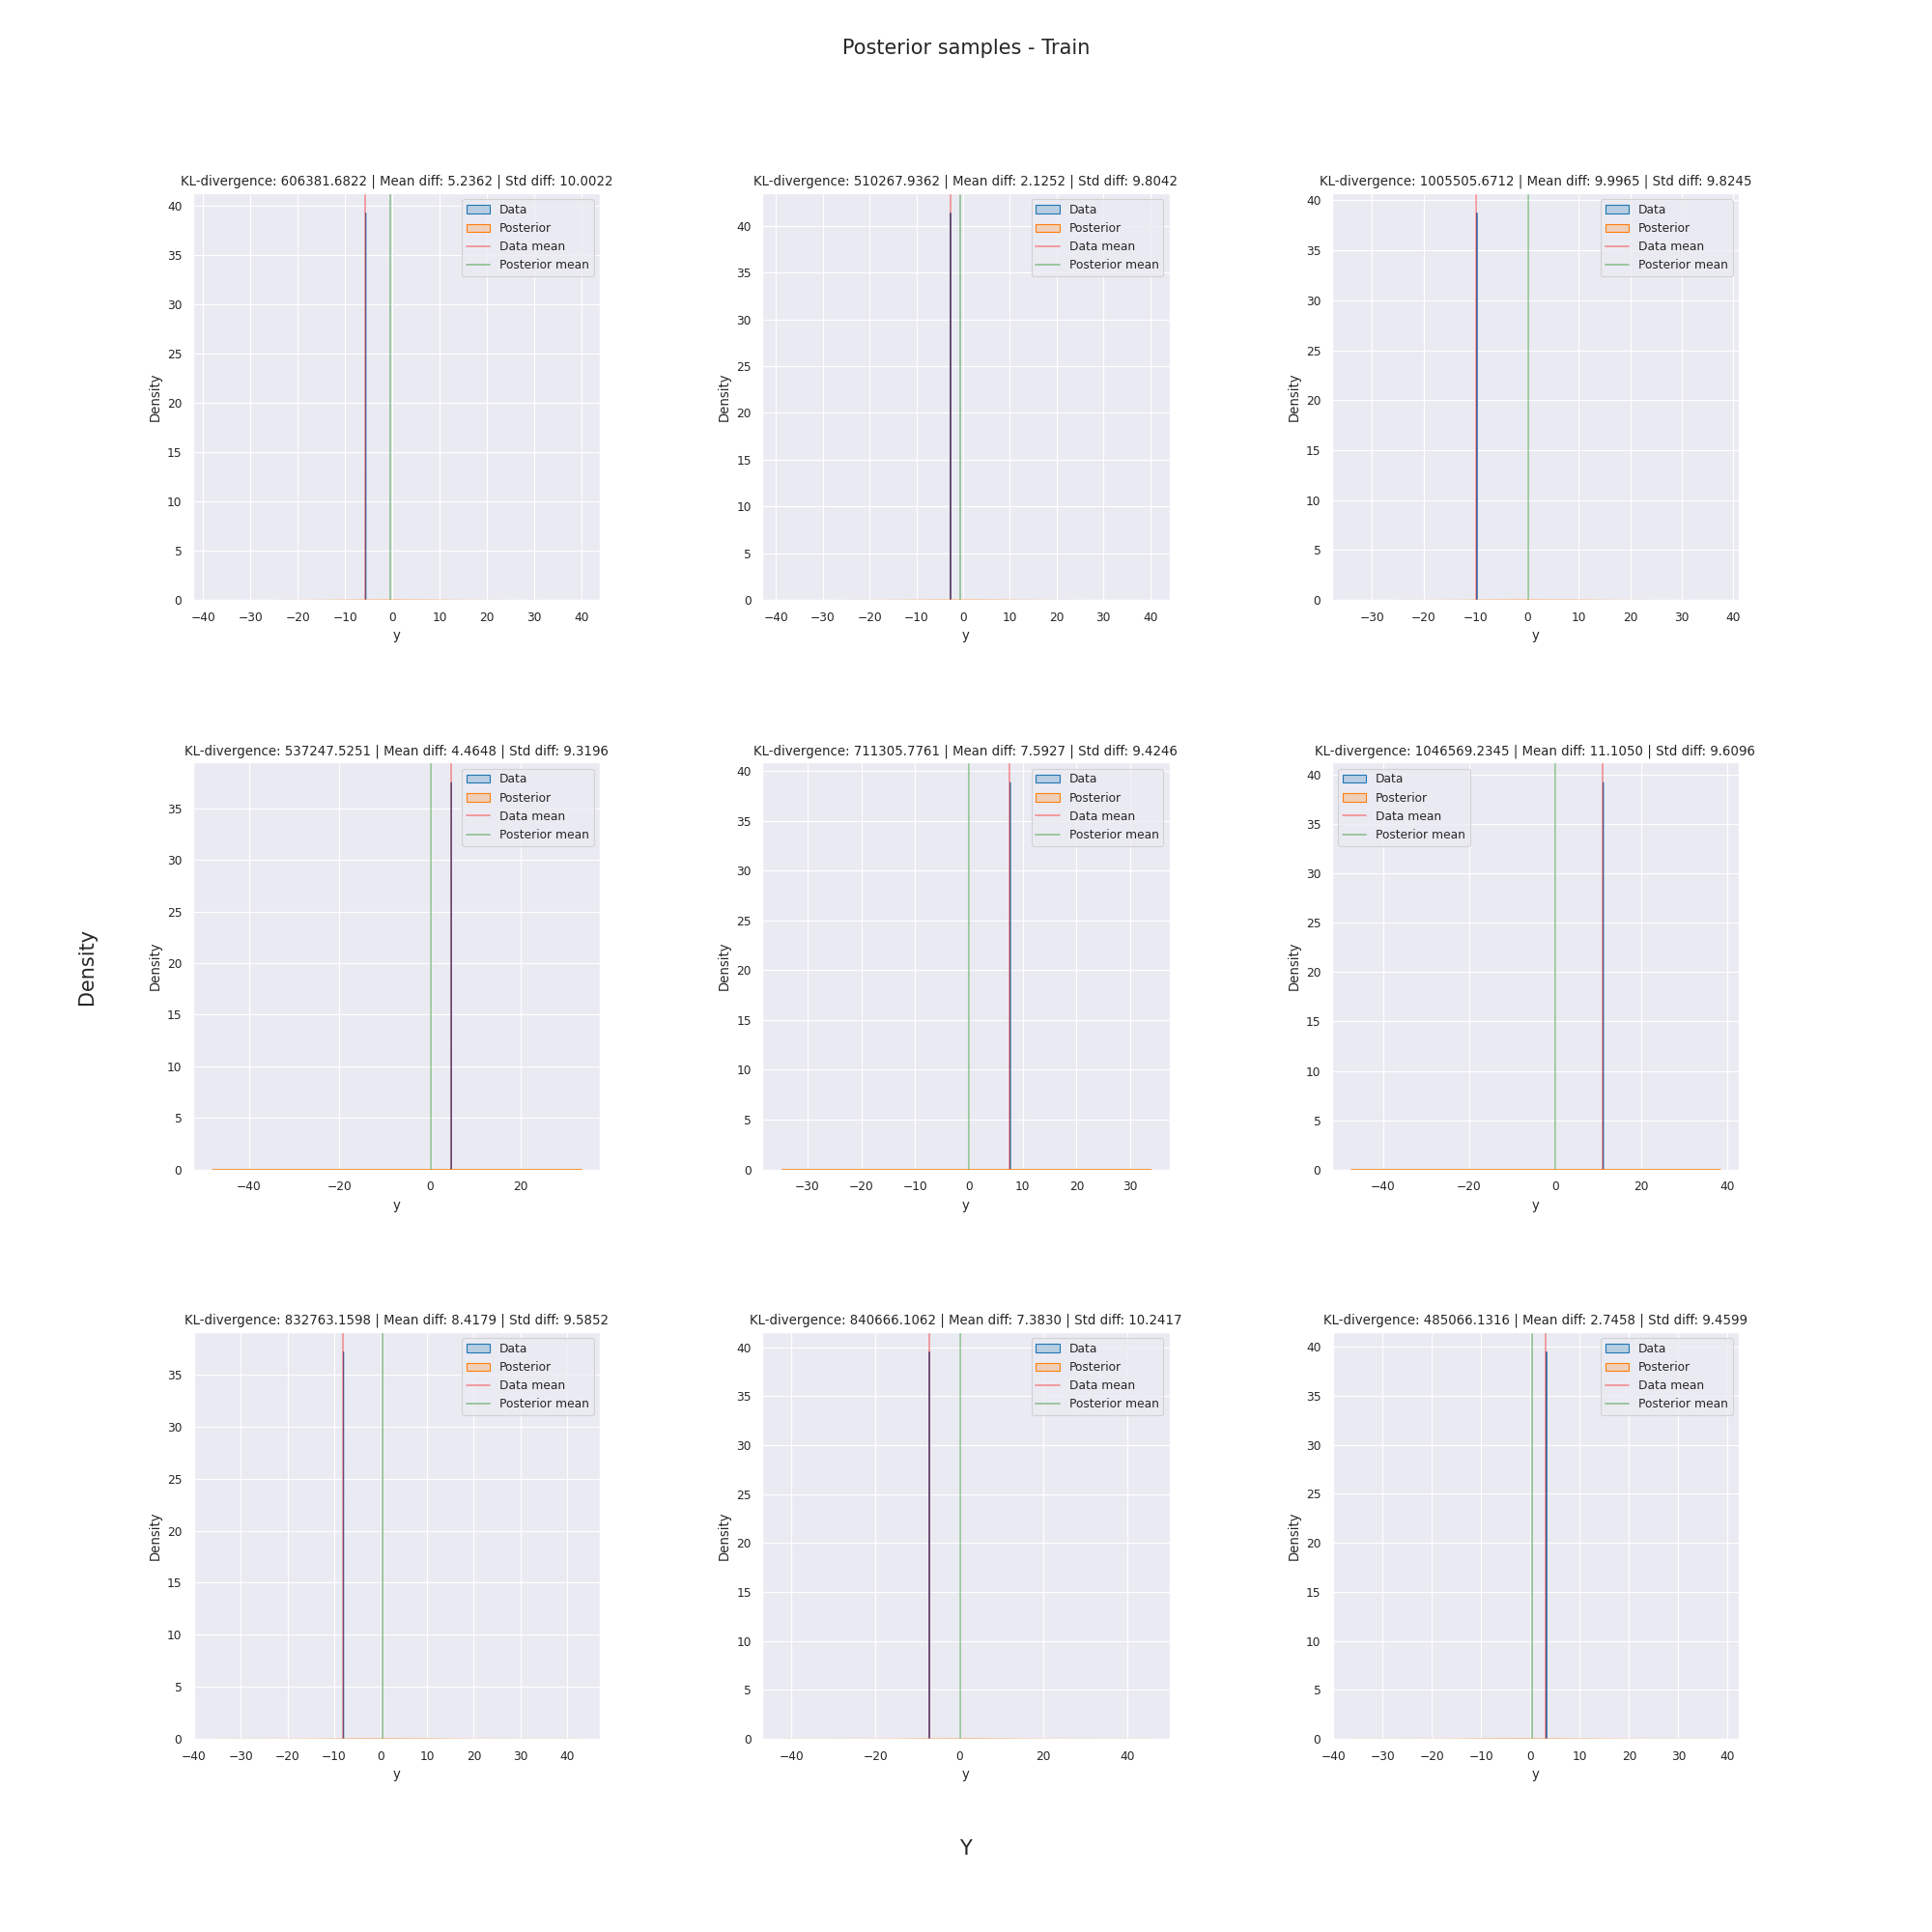 Posterior samples - Train
KL-divergence: 606381.6822 | Mean diff: 5.2362 | Std diff: 10.0022
Data
Posterior
Data mean
Posterior mean
40
35
30
25
20
15
10
5
0
Density
−40 −30 −20 −10 0 10 20 30 40
y
KL-divergence: 510267.9362 | Mean diff: 2.1252 | Std diff: 9.8042
Data
Posterior
Data mean
Posterior mean
40
35
30
25
20
15
10
5
0
Density
−40 −30 −20 −10 0 10 20 30 40
y
KL-divergence: 1005505.6712 | Mean diff: 9.9965 | Std diff: 9.8245
Data
Posterior
Data mean
Posterior mean
40
35
30
25
20
15
10
5
0
Density
−30 −20 −10 0 10 20 30 40
y
Density
KL-divergence: 537247.5251 | Mean diff: 4.4648 | Std diff: 9.3196
Data
Posterior
Data mean
Posterior mean
35
30
25
20
15
10
5
0
Density
−40 −20 0 20
y
KL-divergence: 711305.7761 | Mean diff: 7.5927 | Std diff: 9.4246
Data
Posterior
Data mean
Posterior mean
40
35
30
25
20
15
10
5
0
Density
−30 −20 −10 0 10 20 30
y
KL-divergence: 1046569.2345 | Mean diff: 11.1050 | Std diff: 9.6096
Data
Posterior
Data mean
Posterior mean
40
35
30
25
20
15
10
5
0
Density
−40 −20 0 20 40
y
KL-divergence: 832763.1598 | Mean diff: 8.4179 | Std diff: 9.5852
Data
Posterior
Data mean
Posterior mean
35
30
25
20
15
10
5
0
Density
−40 −30 −20 −10 0 10 20 30 40
y
KL-divergence: 840666.1062 | Mean diff: 7.3830 | Std diff: 10.2417
Data
Posterior
Data mean
Posterior mean
40
35
30
25
20
15
10
5
0
Density
−40 −20 0 20 40
y
KL-divergence: 485066.1316 | Mean diff: 2.7458 | Std diff: 9.4599
Data
Posterior
Data mean
Posterior mean
40
35
30
25
20
15
10
5
0
Density
−40 −30 −20 −10 0 10 20 30 40
y
Y